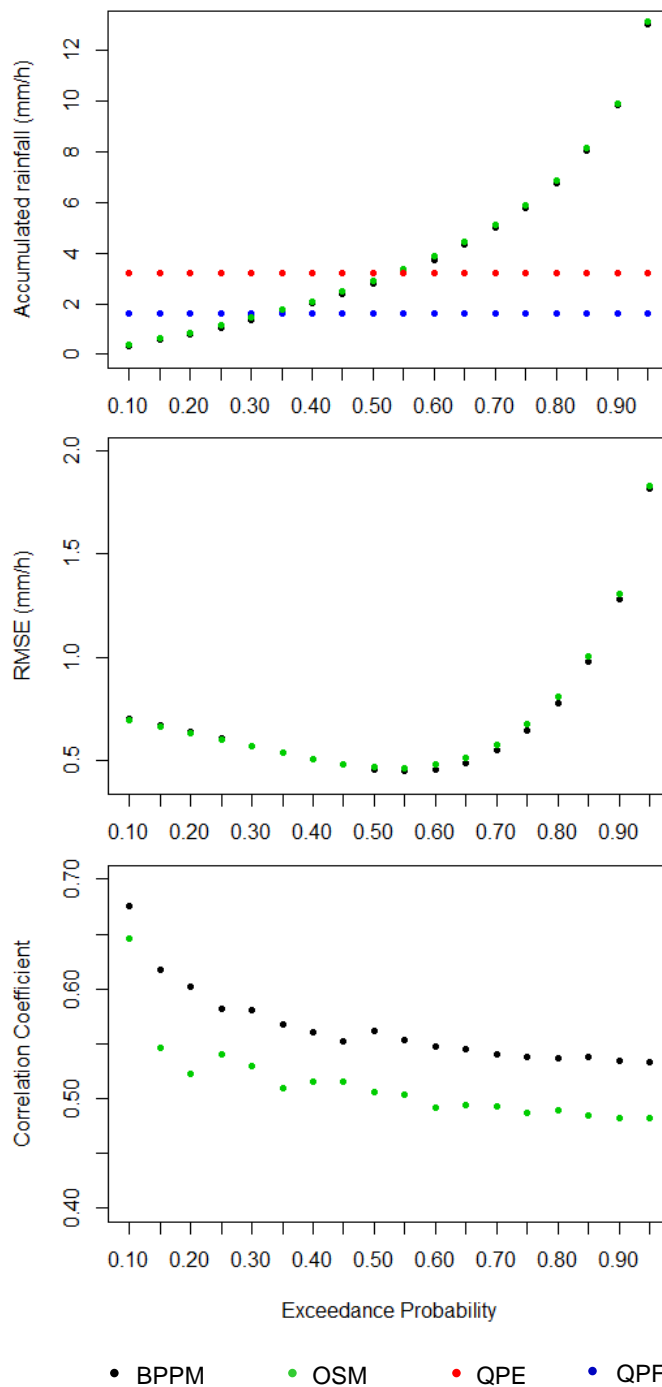 Accumulated rainfall (mm/h)
12
10
8
6
4
2
0
0.10 0.20 0.30 0.40 0.50 0.60 0.70 0.80 0.90
RMSE (mm/h)
2.0
1.5
1.0
0.5
0.10 0.20 0.30 0.40 0.50 0.60 0.70 0.80 0.90
Correlation Coefficient
0.70
0.60
0.50
0.40
0.10 0.20 0.30 0.40 0.50 0.60 0.70 0.80 0.90
Exceedance Probability
BPPM OSM QPE QPF